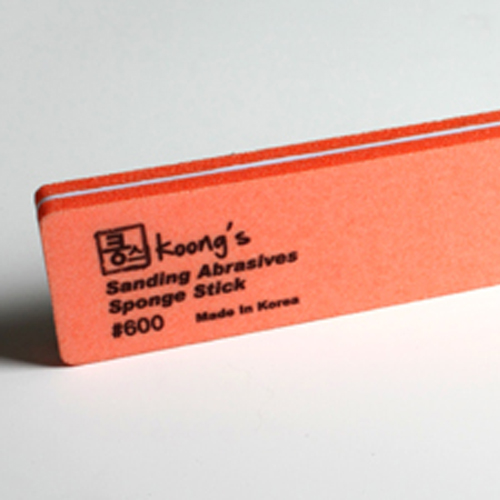 쿵스 Koong's
Sanding Abrasives
Sponge Stick
#600 Made In Korea